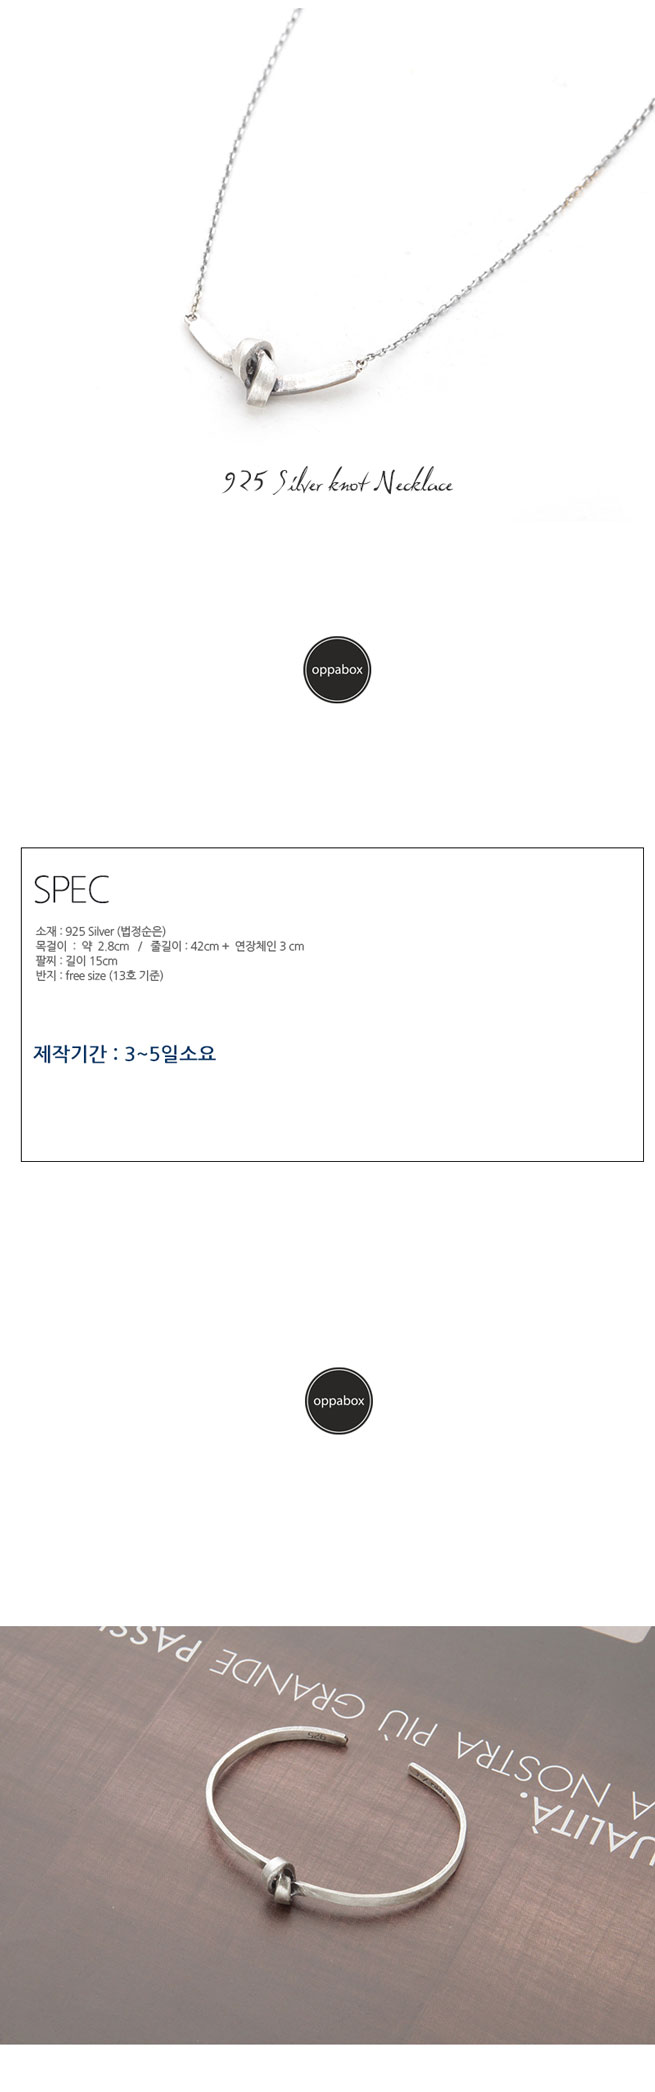 925 Silver knot Necklace
oppabox
SPEC
소재 : 925 Silver (법정순은)
목걸이 : 약 2.8cm / 줄길이 : 42cm + 연장체인 3 cm
팔찌 : 길이 15cm
반지 : free size (13호 기준)
제작기간 : 3~5일소요
oppabox
PASSI
A NOSTRA PIÙ GRANDE
UALITÀ.
925